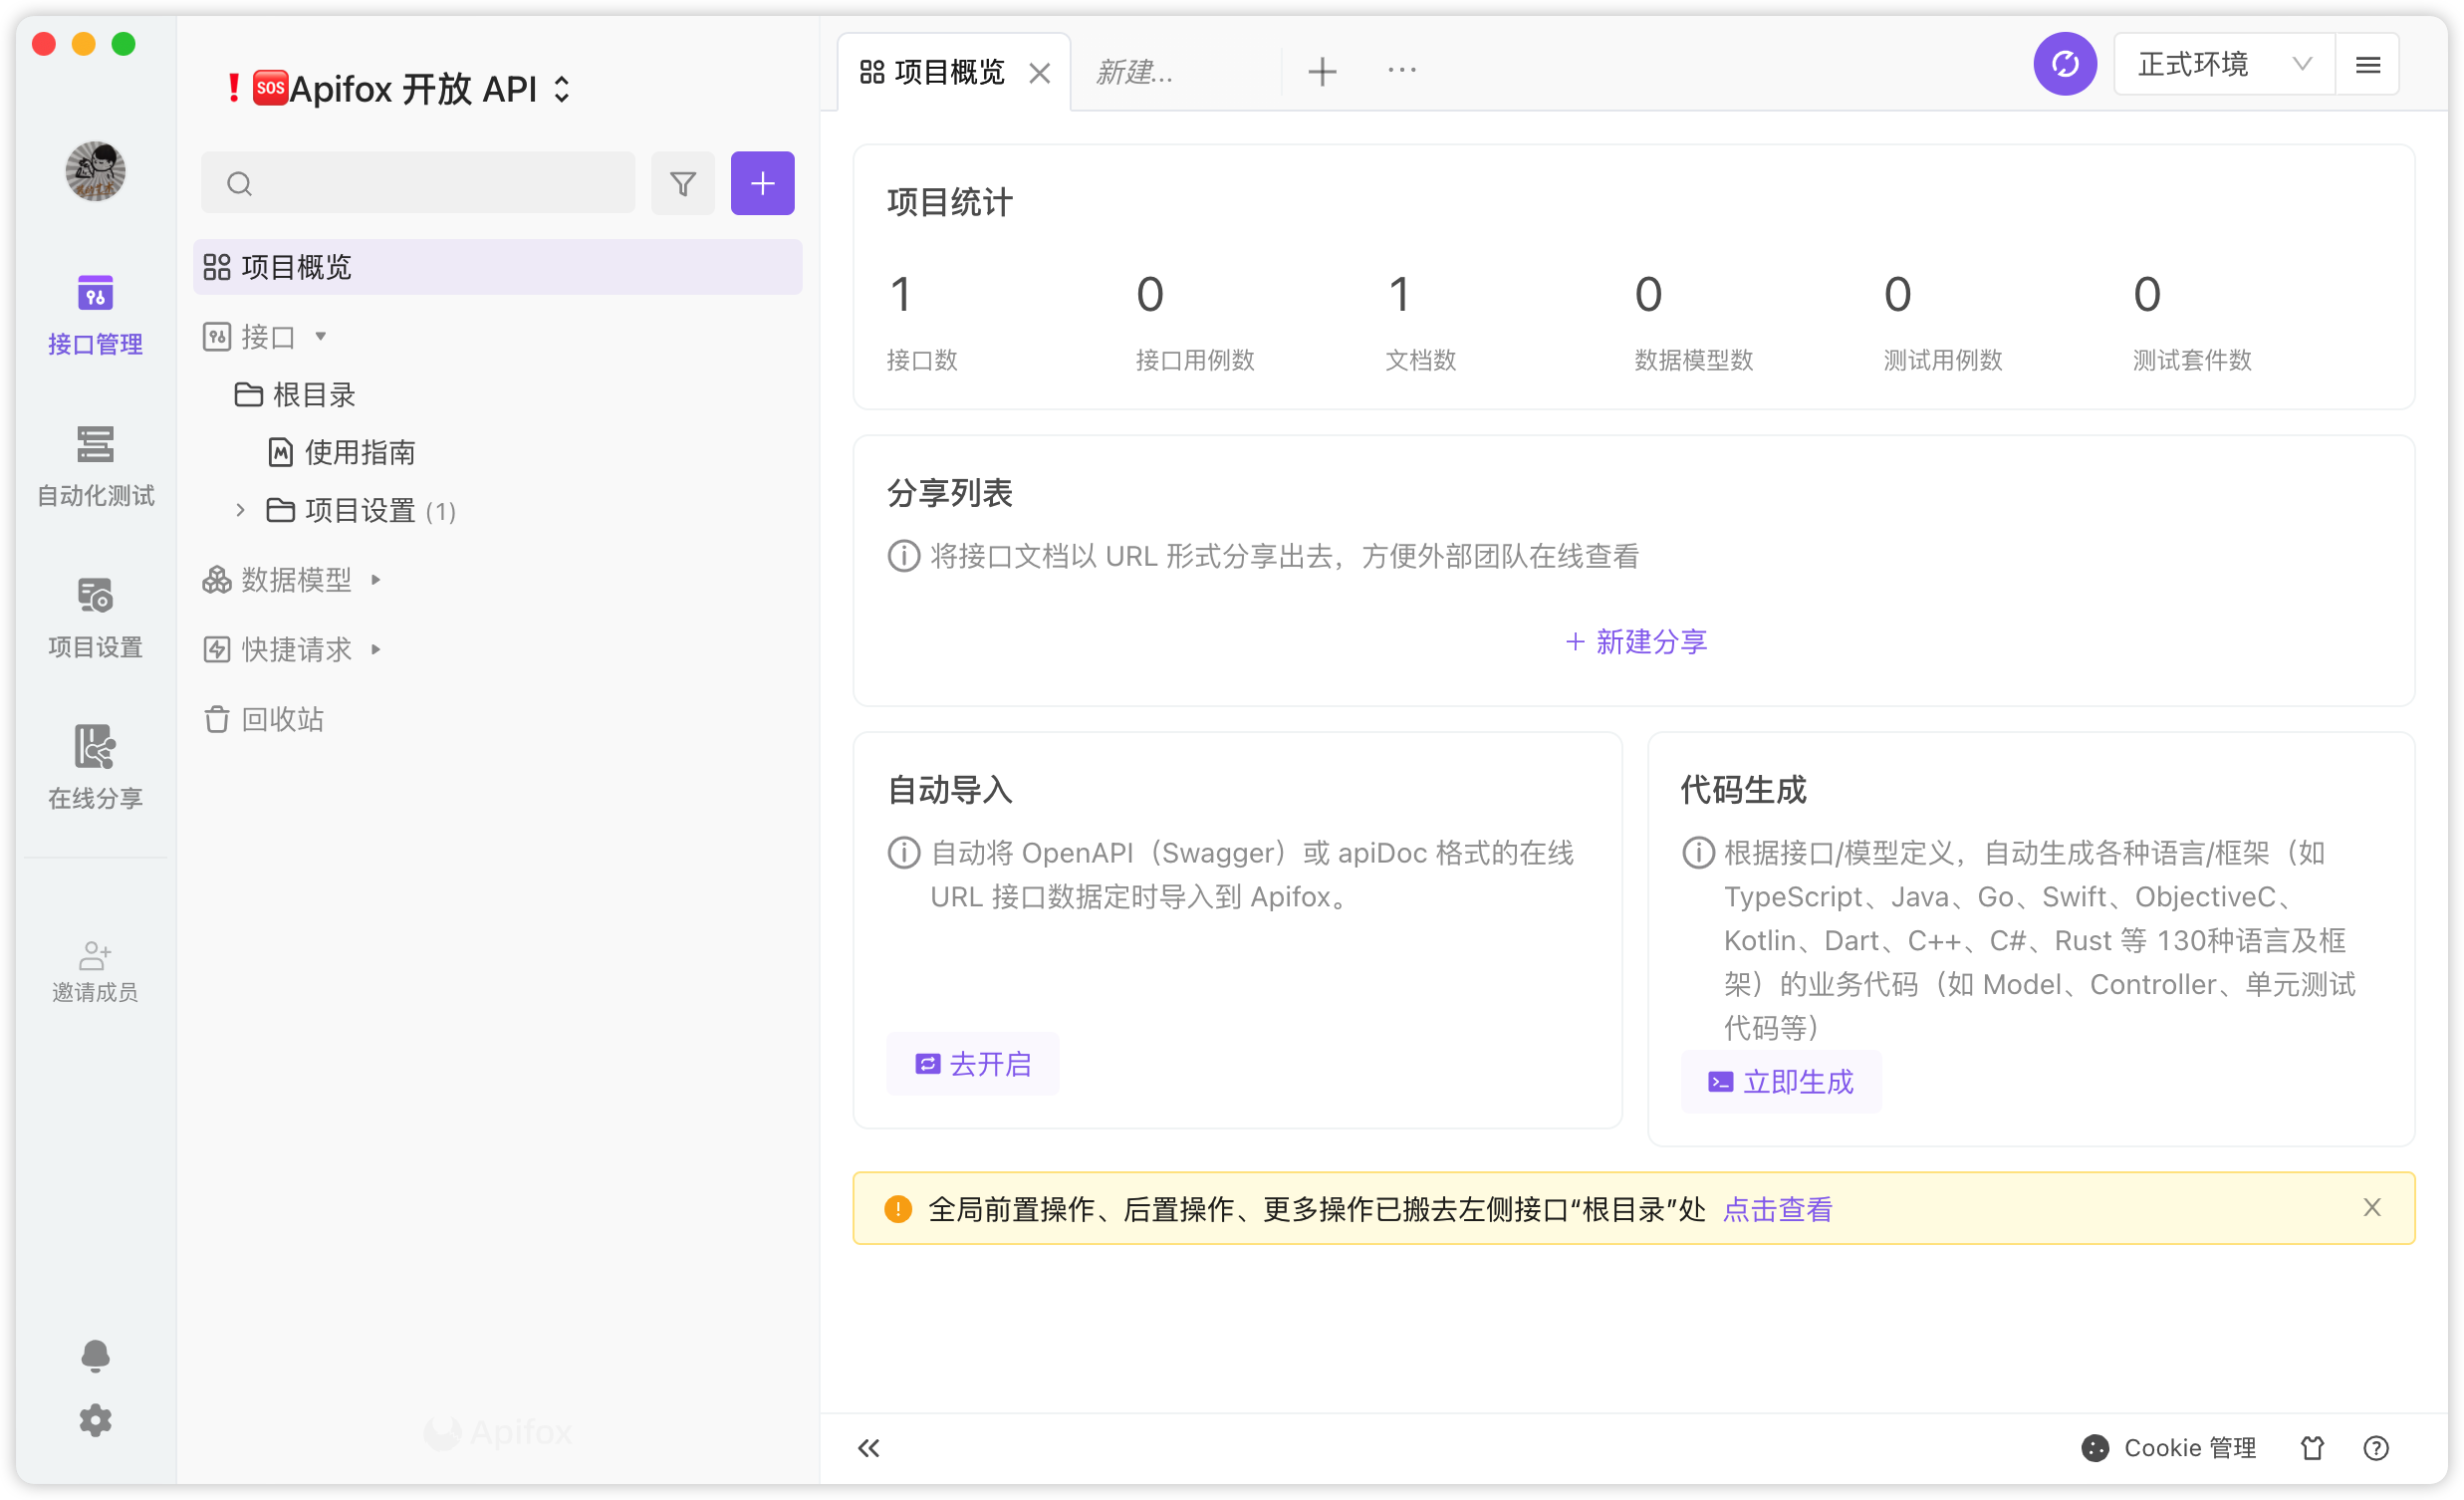 ❗🆘Apifox 开放 API
接口管理
自动化测试
项目设置
在线分享
邀请成员
项目概览
接口
根目录
使用指南
项目设置 (1)
数据模型
快捷请求
回收站
Apifox
项目概览
新建...
正式环境
项目统计
1 0 1 0 0 0
接口数 接口用例数 文档数 数据模型数 测试用例数 测试套件数
分享列表
将接口文档以 URL 形式分享出去，方便外部团队在线查看
+ 新建分享
自动导入
自动将 OpenAPI（Swagger）或 apiDoc 格式的在线
URL 接口数据定时导入到 Apifox。
去开启
代码生成
根据接口/模型定义，自动生成各种语言/框架（如
TypeScript、Java、Go、Swift、ObjectiveC、
Kotlin、Dart、C++、C#、Rust 等 130种语言及框
架）的业务代码（如 Model、Controller、单元测试
代码等）
立即生成
全局前置操作、后置操作、更多操作已搬去左侧接口“根目录”处 点击查看
Cookie 管理